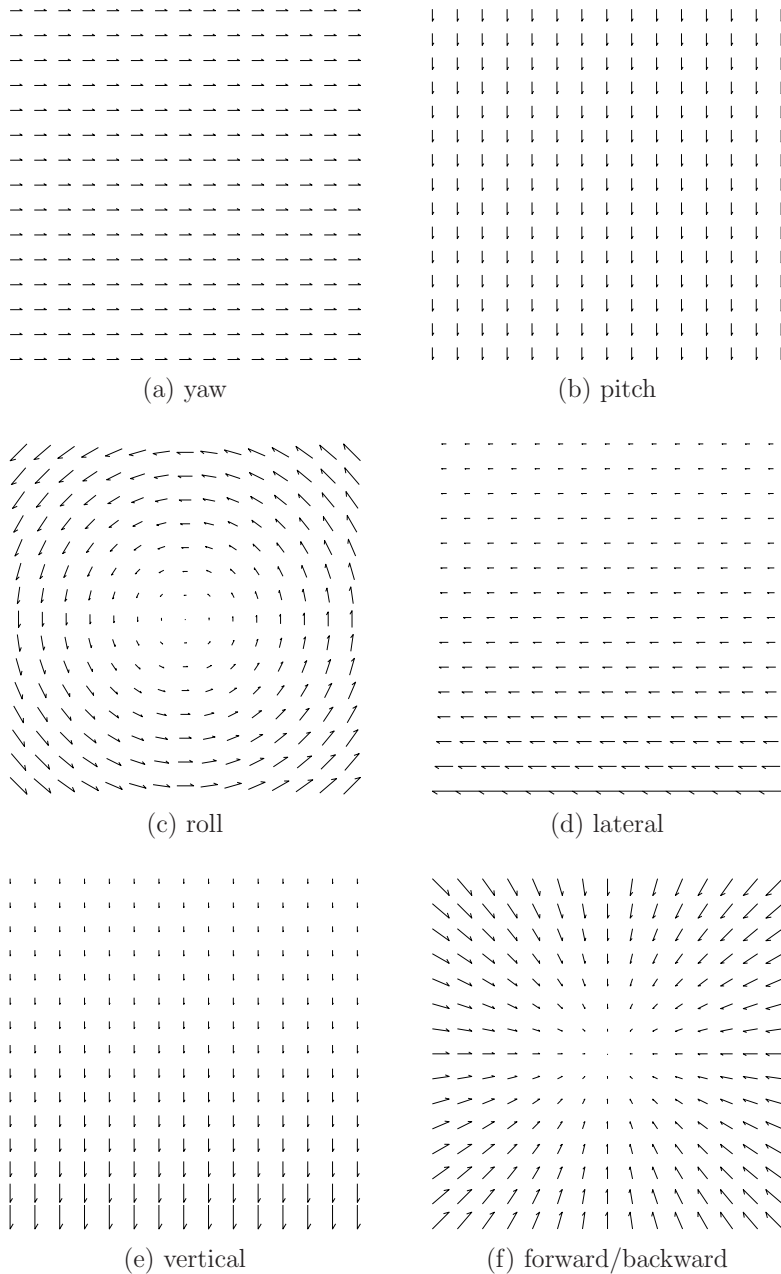 (a) yaw
(b) pitch
(c) roll
(d) lateral
(e) vertical
(f) forward/backward